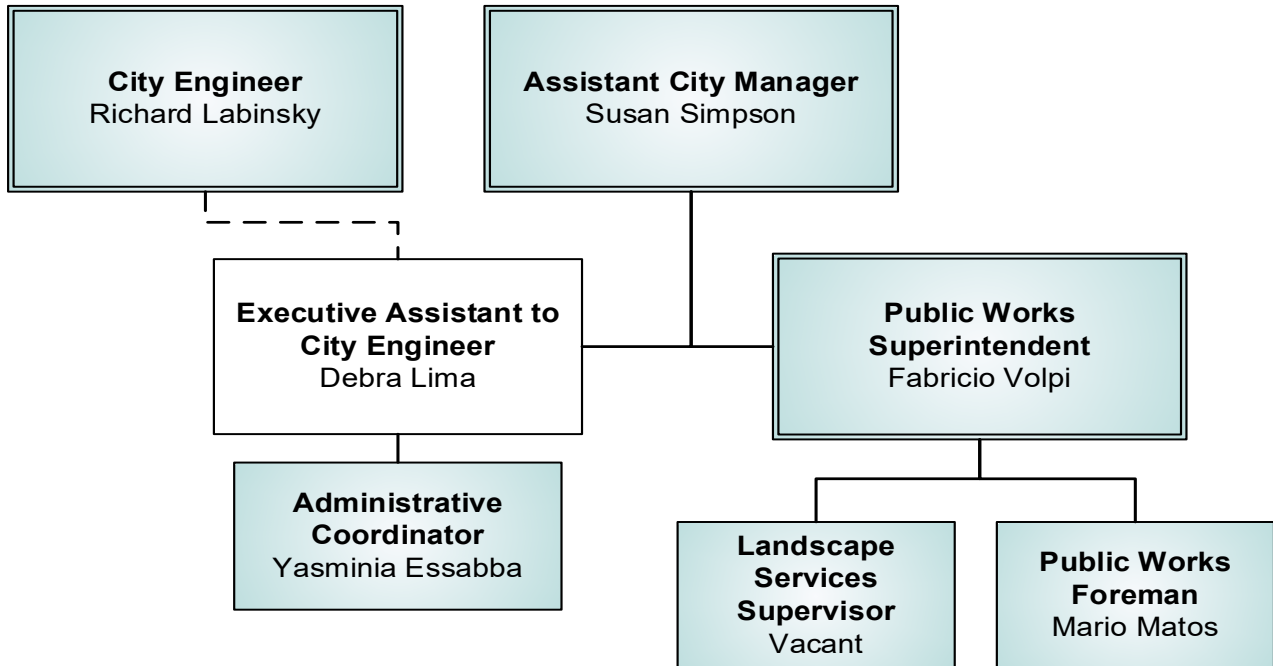 City Engineer
Richard Labinsky
Assistant City Manager
Susan Simpson
Executive Assistant to
City Engineer
Debra Lima
Public Works
Superintendent
Fabricio Volpi
Administrative
Coordinator
Yasminia Essabba
Landscape
Services
Supervisor
Vacant
Public Works
Foreman
Mario Matos